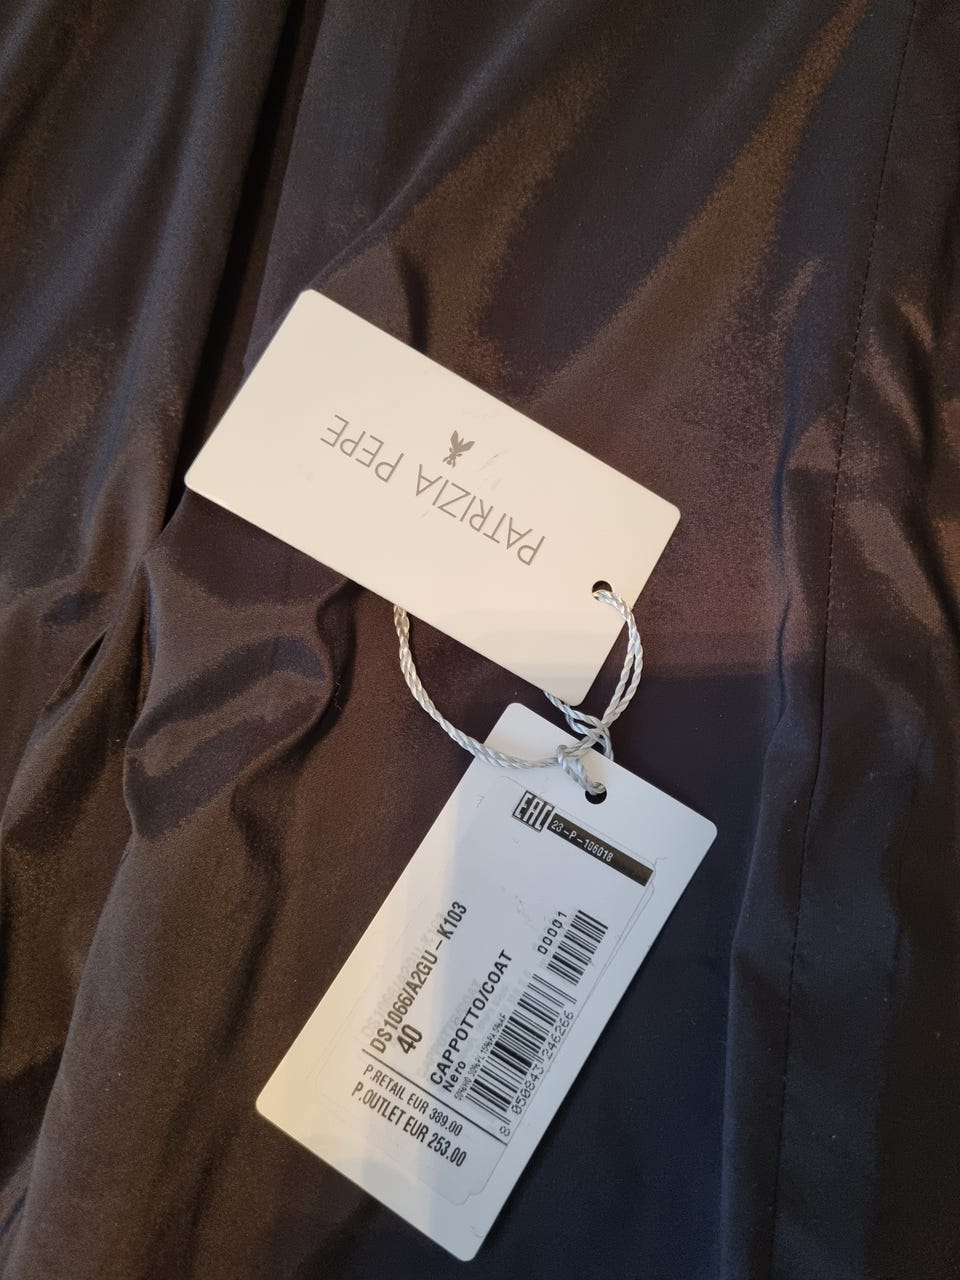 PATRIZIA PEPE
EAC 23-P-106018
DS1066/A2GU-K103
40
CAPPOTTO/COAT
Nero
00001
8 050843 246266
P.RETAIL EUR 389.00
P.OUTLET EUR 253.00